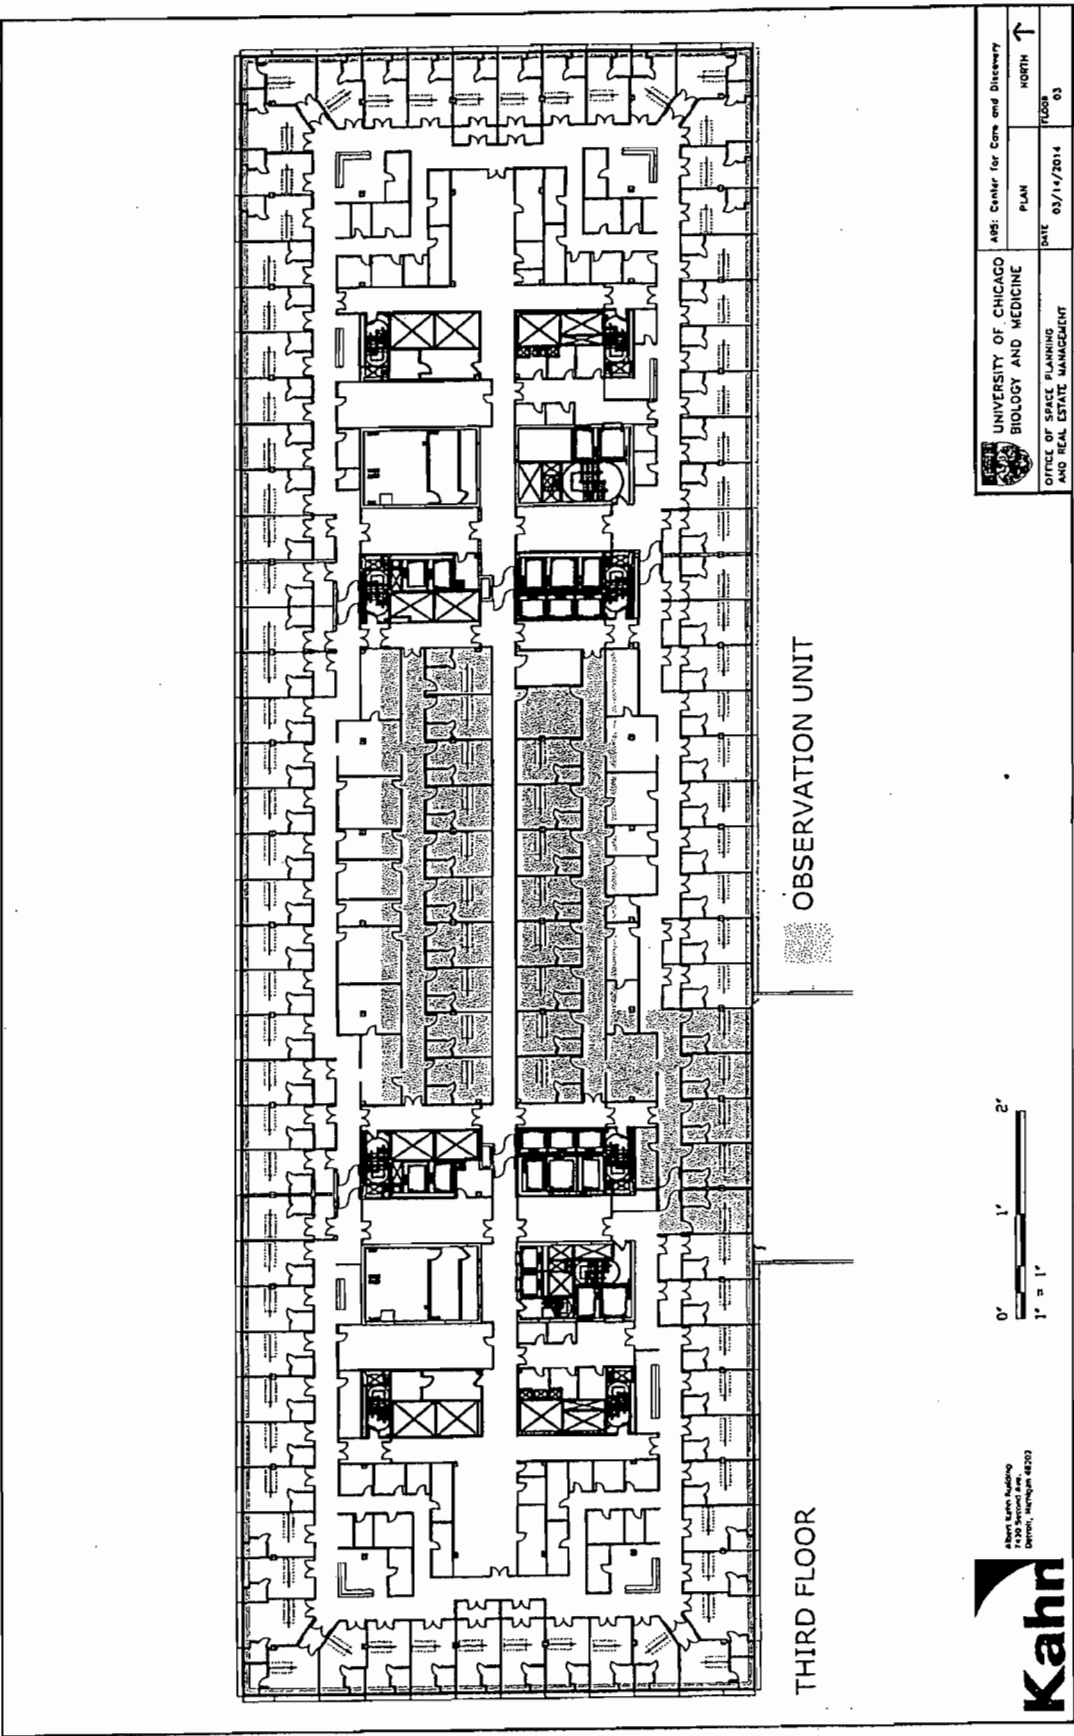 THIRD FLOOR
OBSERVATION UNIT
0' 1' 2'
1" = 1'
Kahn
Albert Kahn Building
7430 Second Ave.
Detroit, Michigan 48202
UNIVERSITY OF CHICAGO
BIOLOGY AND MEDICINE
OFFICE OF SPACE PLANNING
AND REAL ESTATE MANAGEMENT
A05: Center for Care and Discovery
PLAN
NORTH
DATE 03/14/2014
FLOOR 03